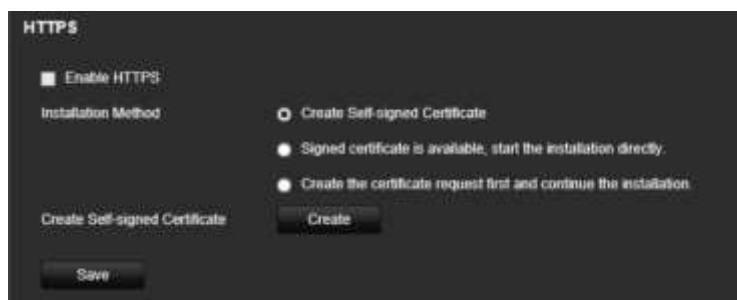 HTTPS
Enable HTTPS
Installation Method
Create Self-signed Certificate
Signed certificate is available, start the installation directly.
Create the certificate request first and continue the installation.
Create Self-signed Certificate
Create
Save